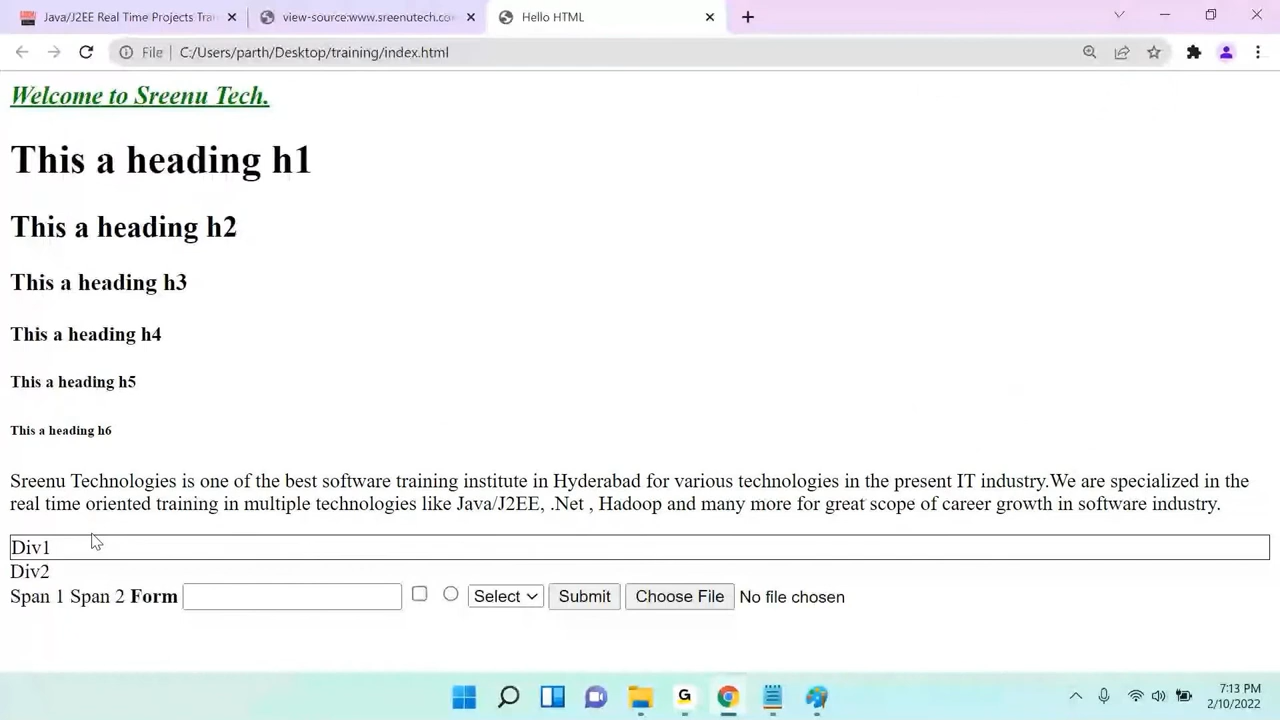 Java/J2EE Real Time Projects Trai
view-source:www.sreenutech.co
Hello HTML
File
C:/Users/parth/Desktop/training/index.html
Welcome to Sreenu Tech.
This a heading h1
This a heading h2
This a heading h3
This a heading h4
This a heading h5
This a heading h6
Sreenu Technologies is one of the best software training institute in Hyderabad for various technologies in the present IT industry.We are specialized in the
real time oriented training in multiple technologies like Java/J2EE, .Net , Hadoop and many more for great scope of career growth in software industry.
Div1
Div2
Span 1 Span 2 Form Select Submit Choose File No file chosen
G
7:13 PM
2/10/2022